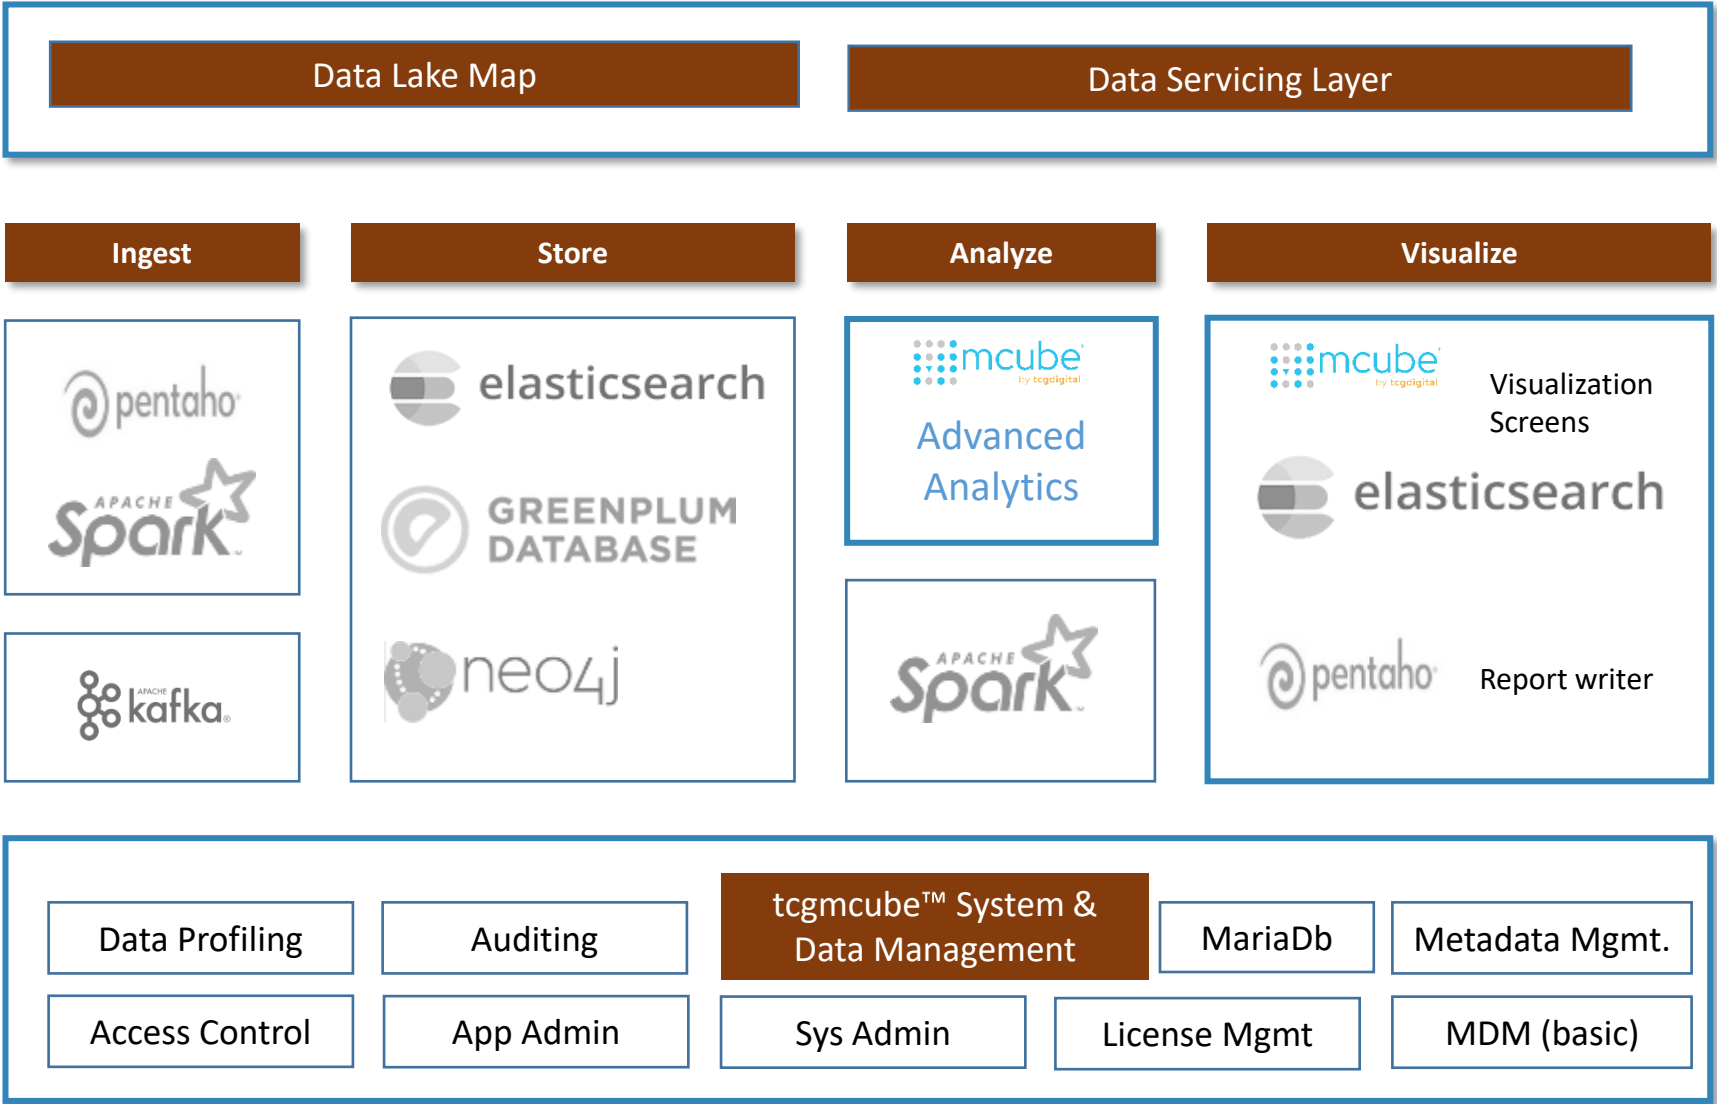 Data Lake Map
Data Servicing Layer
Ingest
Store
Analyze
Visualize
pentaho
APACHE
Spark™
APACHE
kafka®
elasticsearch
GREENPLUM
DATABASE
neo4j
mcube
by tcgdigital
Advanced
Analytics
APACHE
Spark™
mcube
by tcgdigital
Visualization
Screens
elasticsearch
pentaho
Report writer
Data Profiling
Auditing
tcgmcube™ System &
Data Management
MariaDb
Metadata Mgmt.
Access Control
App Admin
Sys Admin
License Mgmt
MDM (basic)